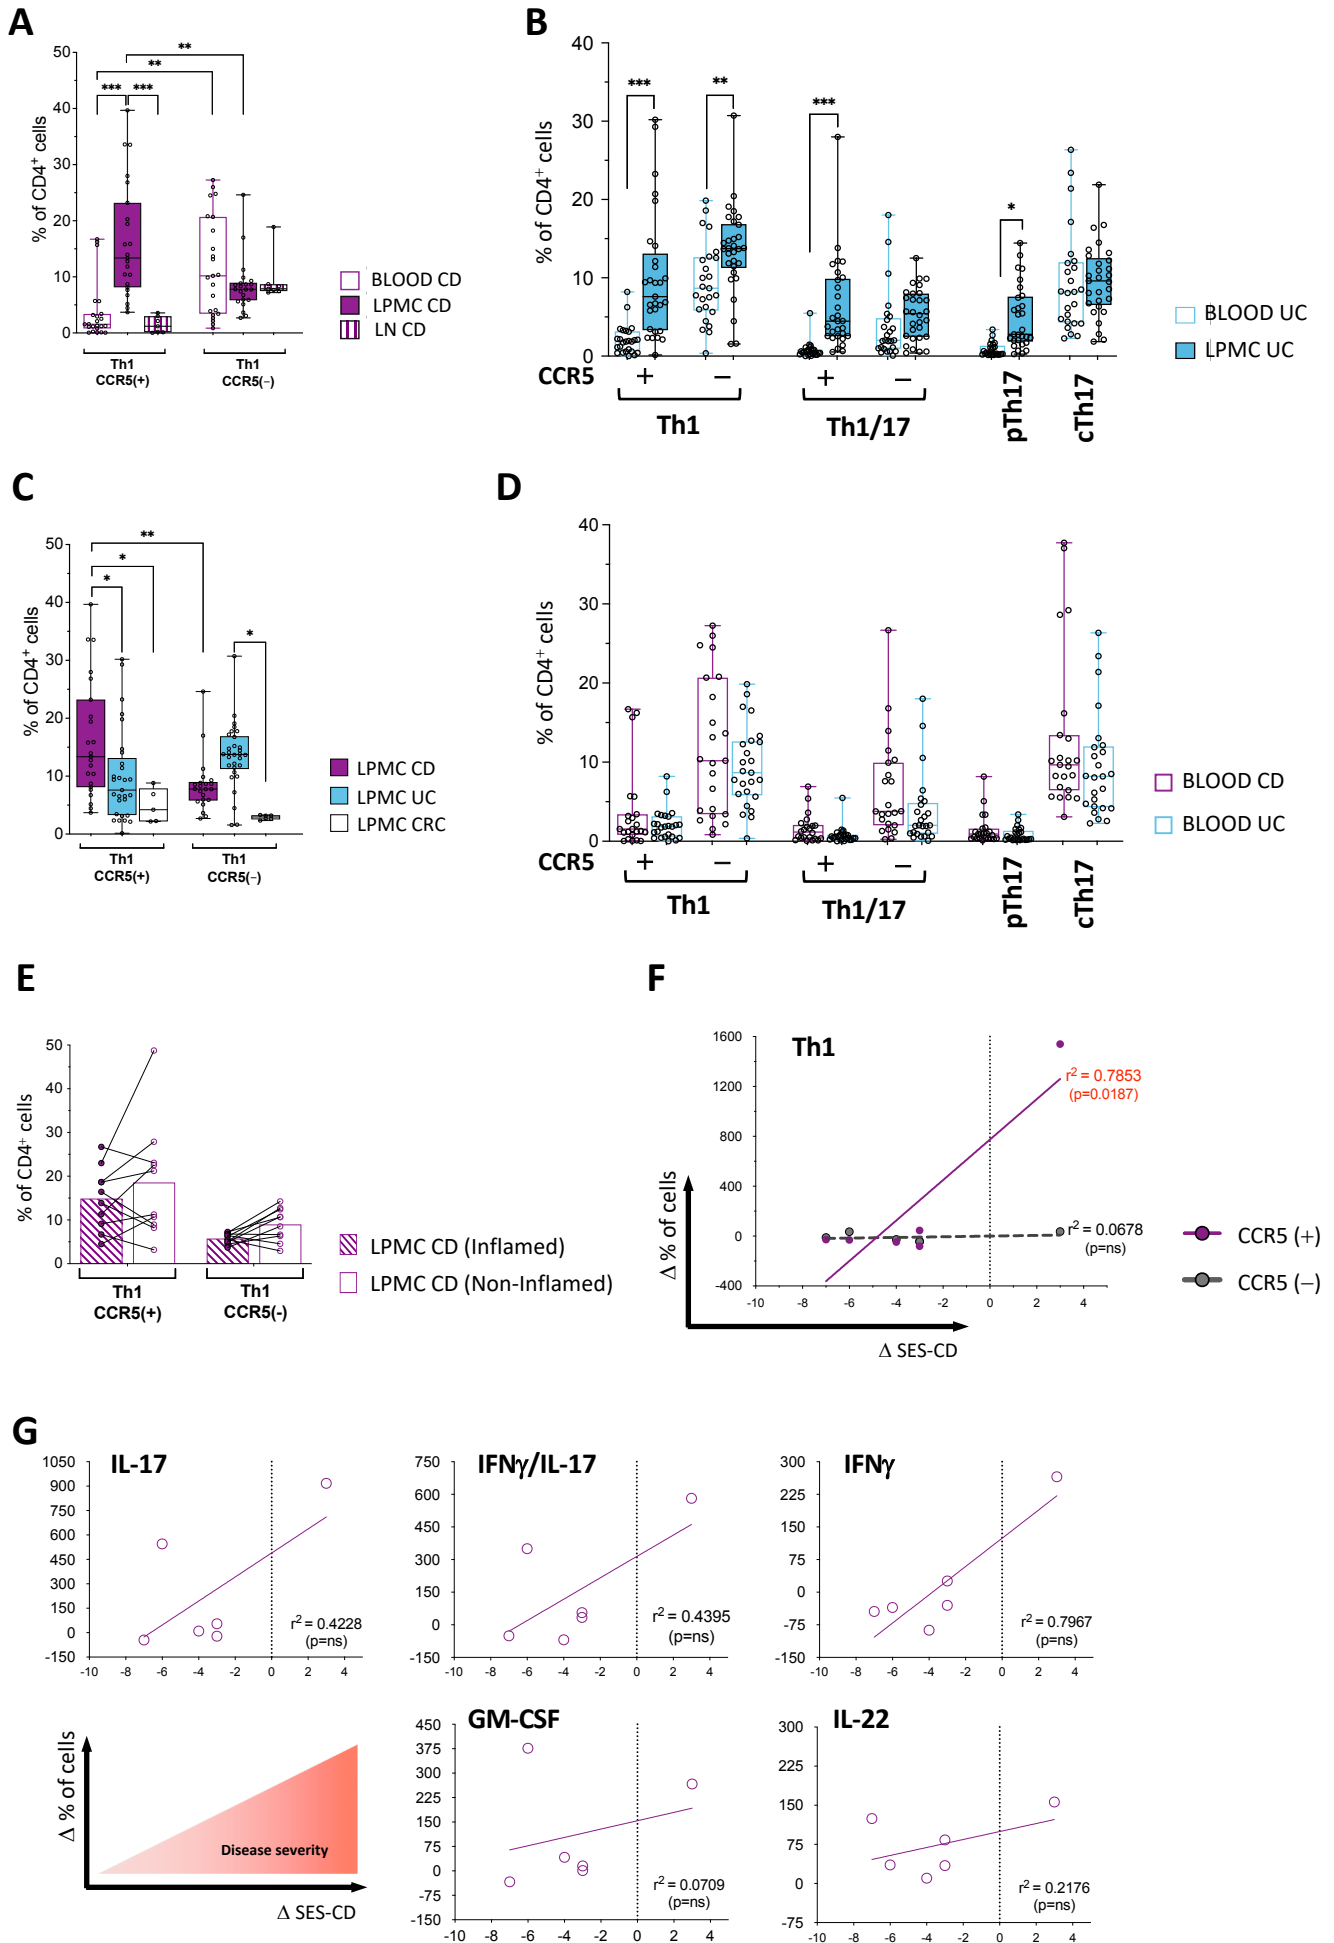 A
% of CD4+ cells
50
40
30
20
10
0
**
**
*** ***
Th1 CCR5(+)
Th1 CCR5(−)
BLOOD CD
LPMC CD
LN CD
B
% of CD4+ cells
40
30
20
10
0
***
**
***
*
CCR5 + − + −
Th1
Th1/17
pTh17
cTh17
BLOOD UC
LPMC UC
C
% of CD4+ cells
50
40
30
20
10
0
**
*
*
*
Th1 CCR5(+)
Th1 CCR5(−)
LPMC CD
LPMC UC
LPMC CRC
D
% of CD4+ cells
40
30
20
10
0
CCR5 + − + −
Th1
Th1/17
pTh17
cTh17
BLOOD CD
BLOOD UC
E
% of CD4+ cells
50
40
30
20
10
0
Th1 CCR5(+)
Th1 CCR5(-)
LPMC CD (Inflamed)
LPMC CD (Non-Inflamed)
F
Th1
1600
1200
800
400
0
-400
-10 -8 -6 -4 -2 0 2 4
r2 = 0.7853
(p=0.0187)
r2 = 0.0678
(p=ns)
Δ % of cells
Δ SES-CD
CCR5 (+)
CCR5 (−)
G
IL-17
1050
900
750
600
450
300
150
0
-150
-10 -8 -6 -4 -2 0 2 4
r2 = 0.4228
(p=ns)
IFNγ/IL-17
750
600
450
300
150
0
-150
-10 -8 -6 -4 -2 0 2 4
r2 = 0.4395
(p=ns)
IFNγ
300
225
150
75
0
-75
-150
-10 -8 -6 -4 -2 0 2 4
r2 = 0.7967
(p=ns)
Δ % of cells
Disease severity
Δ SES-CD
GM-CSF
450
375
300
225
150
75
0
-75
-150
-10 -8 -6 -4 -2 0 2 4
r2 = 0.0709
(p=ns)
IL-22
300
225
150
75
0
-75
-10 -8 -6 -4 -2 0 2 4
r2 = 0.2176
(p=ns)